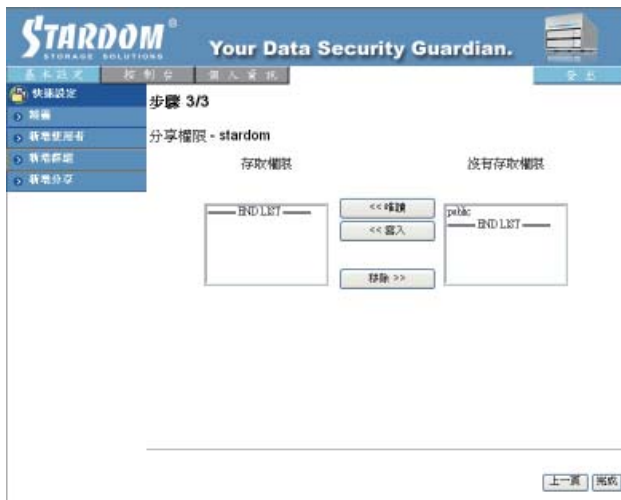 STARDOM®
STORAGE SOLUTIONS
Your Data Security Guardian.
基本設定 控制台 個人資訊 登出
快速設定
精靈
新增使用者
新增群組
新增分享
步驟 3/3
分享權限 - stardom
存取權限 沒有存取權限
END LIST
<< 唯讀
<< 寫入
移除 >>
public
END LIST
上一頁 完成